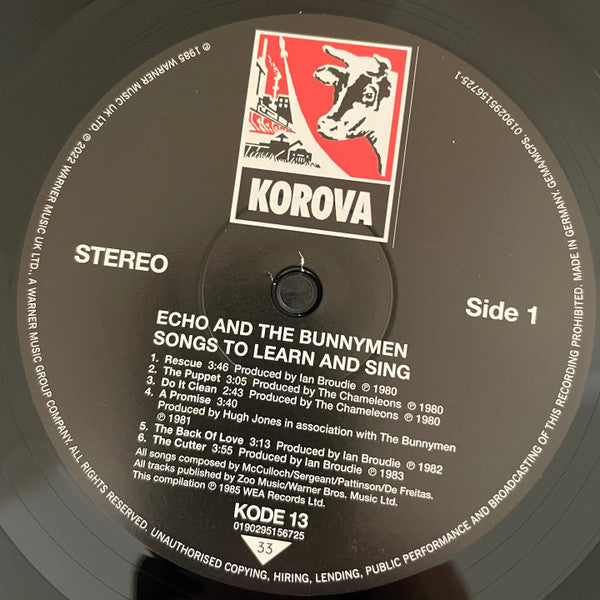 KOROVA
STEREO
Side 1
ECHO AND THE BUNNYMEN
SONGS TO LEARN AND SING
1. Rescue 3:46 Produced by Ian Broudie ℗ 1980
2. The Puppet 3:05 Produced by The Chameleons ℗ 1980
3. Do It Clean 2:43 Produced by The Chameleons ℗ 1980
4. A Promise 3:40
Produced by Hugh Jones in association with The Bunnymen
℗ 1981
5. The Back Of Love 3:13 Produced by Ian Broudie ℗ 1982
6. The Cutter 3:55 Produced by Ian Broudie ℗ 1983
All songs composed by McCulloch/Sergeant/Pattinson/De Freitas.
All tracks published by Zoo Music/Warner Bros. Music Ltd.
This compilation ℗ 1985 WEA Records Ltd.
KODE 13
0190295156725
33
℗ 1985 WARNER MUSIC UK LTD. © 2022 WARNER MUSIC UK LTD., A WARNER MUSIC GROUP COMPANY. ALL RIGHTS RESERVED. UNAUTHORISED COPYING, HIRING, LENDING, PUBLIC PERFORMANCE AND BROADCASTING OF THIS RECORDING PROHIBITED. MADE IN GERMANY. GEMA/MCPS. 0190295156725-1